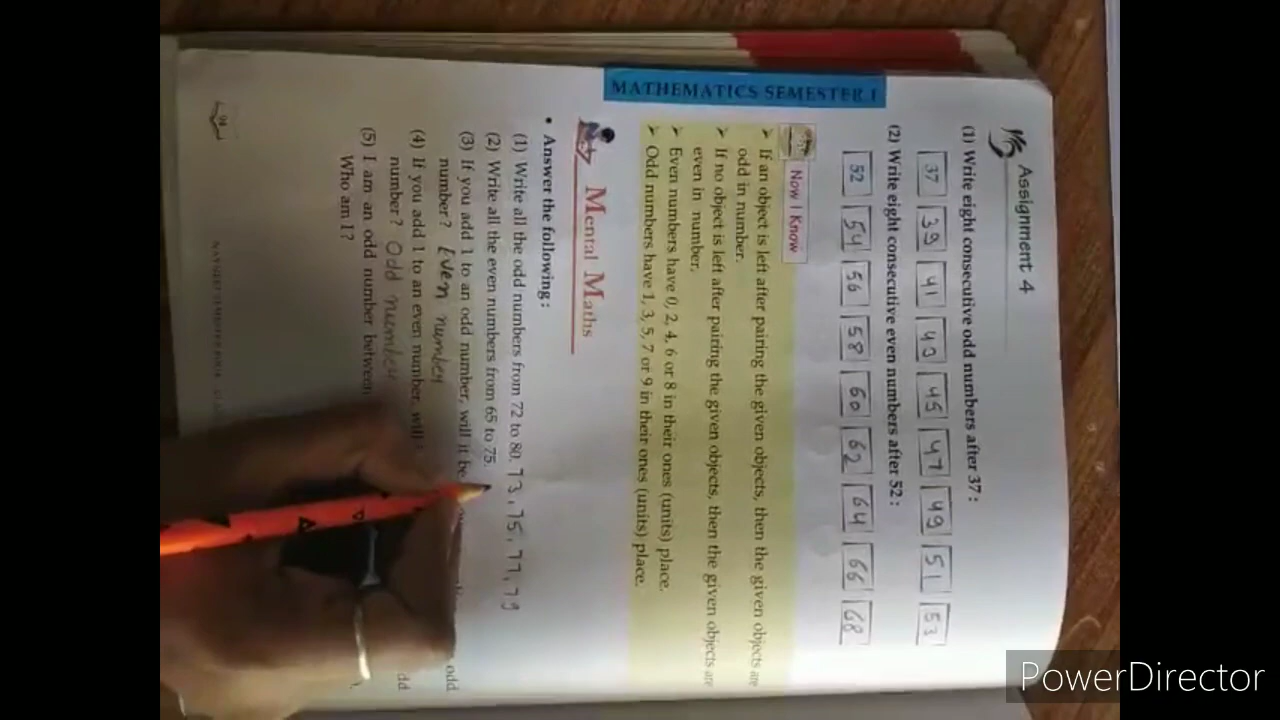 MATHEMATICS SEMESTER I
Assignment 4
(1) Write eight consecutive odd numbers after 37 :
37 39 41 43 45 47 49 51 53
(2) Write eight consecutive even numbers after 52 :
52 54 56 58 60 62 64 66 68
Now I Know
➤ If an object is left after pairing the given objects, then the given objects are
odd in number.
➤ If no object is left after pairing the given objects, then the given objects are
even in number.
➤ Even numbers have 0, 2, 4, 6 or 8 in their ones (units) place.
➤ Odd numbers have 1, 3, 5, 7 or 9 in their ones (units) place.
Mental Maths
• Answer the following :
(1) Write all the odd numbers from 72 to 80. 73, 75, 77, 79
(2) Write all the even numbers from 65 to 75.
(3) If you add 1 to an odd number, will it be odd
number? Even number
(4) If you add 1 to an even number, will
number? Odd number
(5) I am an odd number between
Who am I?
PowerDirector